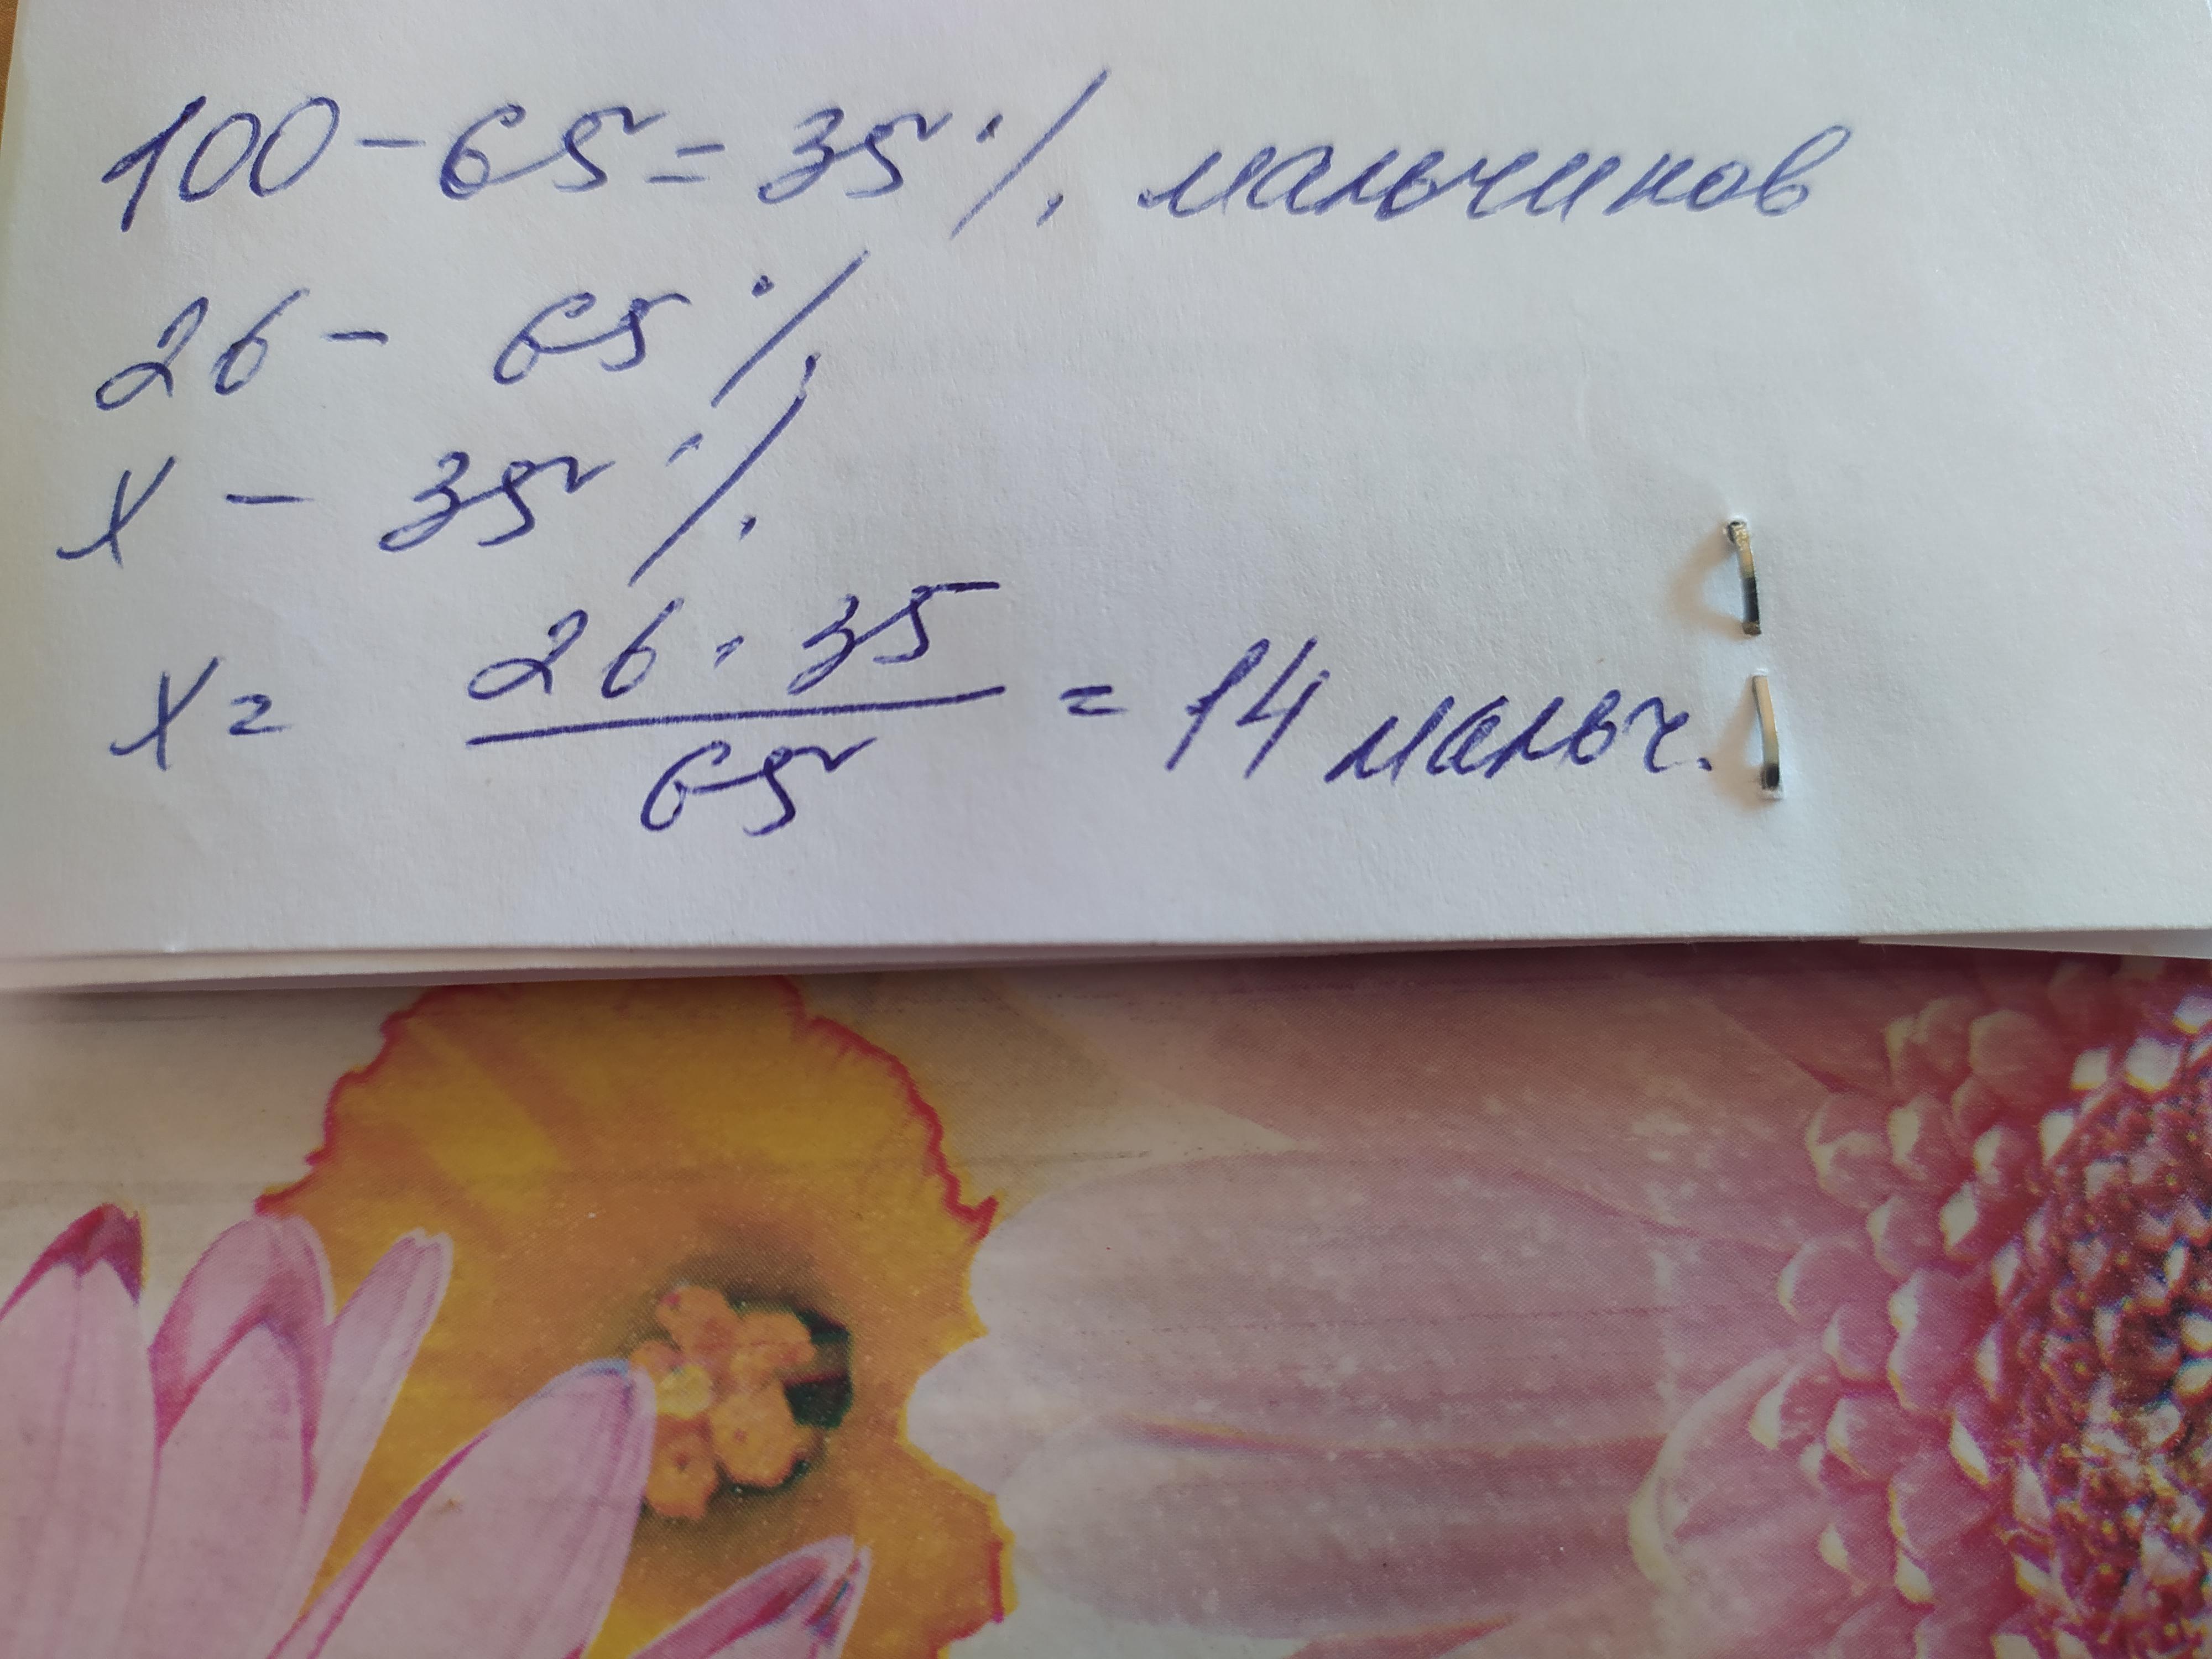 100 - 65 = 35% мальчиков
26 - 65%
x - 35%
x = 26 · 35 / 65 = 14 мальч.